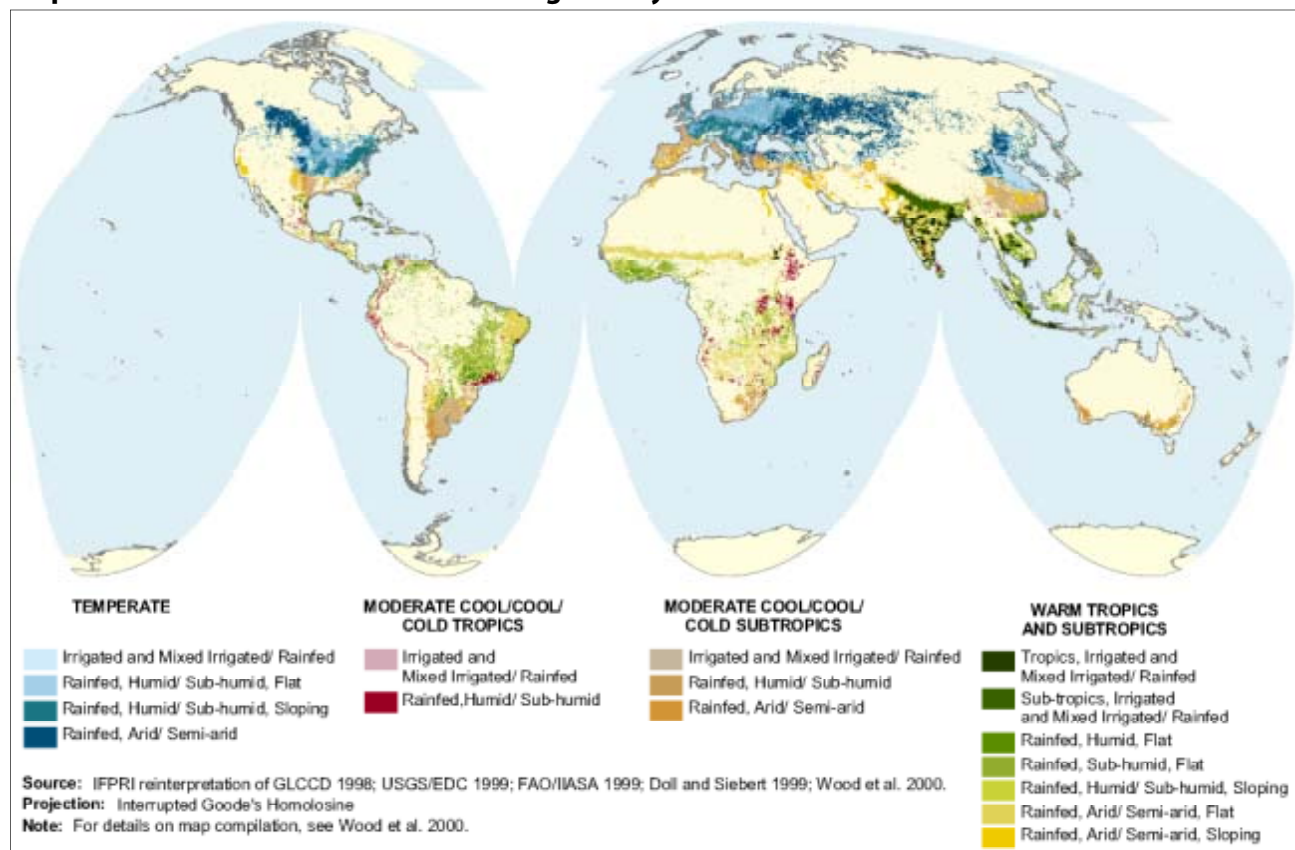 TEMPERATE
Irrigated and Mixed Irrigated/ Rainfed
Rainfed, Humid/ Sub-humid, Flat
Rainfed, Humid/ Sub-humid, Sloping
Rainfed, Arid/ Semi-arid
MODERATE COOL/COOL/
COLD TROPICS
Irrigated and
Mixed Irrigated/ Rainfed
Rainfed,Humid/ Sub-humid
MODERATE COOL/COOL/
COLD SUBTROPICS
Irrigated and Mixed Irrigated/ Rainfed
Rainfed, Humid/ Sub-humid
Rainfed, Arid/ Semi-arid
WARM TROPICS
AND SUBTROPICS
Tropics, Irrigated and
Mixed Irrigated/ Rainfed
Sub-tropics, Irrigated
and Mixed Irrigated/ Rainfed
Rainfed, Humid, Flat
Rainfed, Sub-humid, Flat
Rainfed, Humid/ Sub-humid, Sloping
Rainfed, Arid/ Semi-arid, Flat
Rainfed, Arid/ Semi-arid, Sloping
Source: IFPRI reinterpretation of GLCCD 1998; USGS/EDC 1999; FAO/IIASA 1999; Doll and Siebert 1999; Wood et al. 2000.
Projection: Interrupted Goode's Homolosine
Note: For details on map compilation, see Wood et al. 2000.